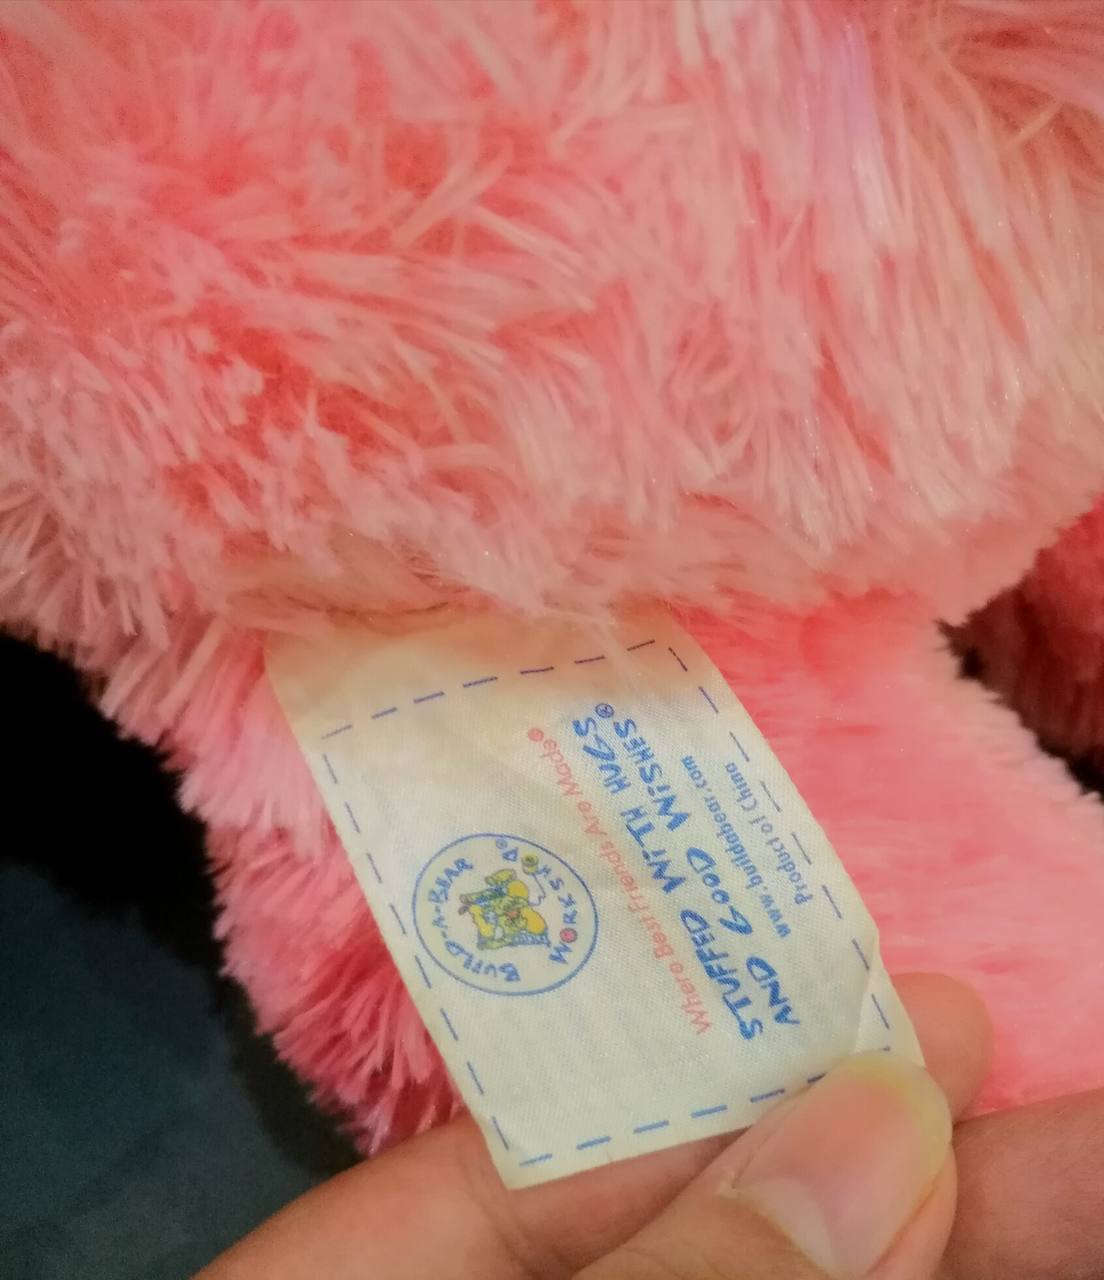 BUILD-A-BEAR
WORKSHOP®
Where Best Friends Are Made®
STUFFED WITH HUGS
AND GOOD WISHES®
www.buildabear.com
Product of China